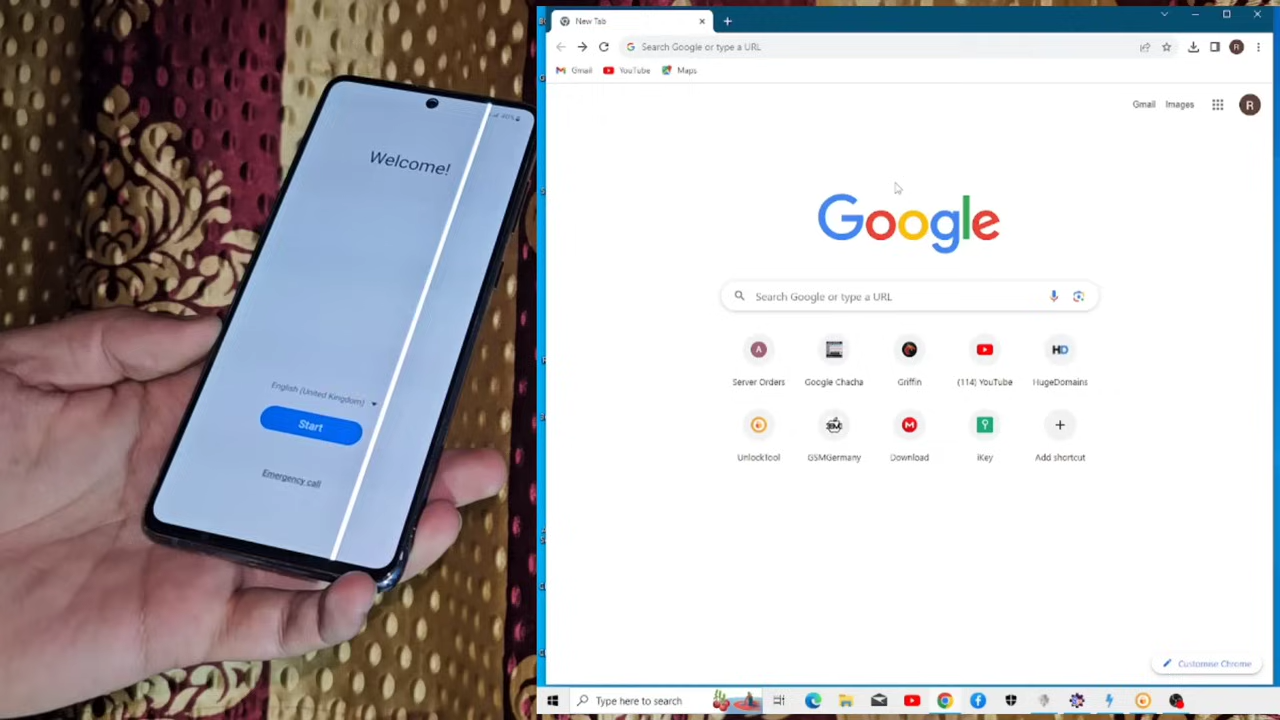 Welcome!
English (United Kingdom)
Start
Emergency call
New Tab
Search Google or type a URL
R
Gmail
YouTube
Maps
Gmail
Images
R
Google
Search Google or type a URL
A
HD
Server Orders
Google Chacha
Griffin
(114) YouTube
HugeDomains
UnlockTool
GSMGermany
Download
iKey
Add shortcut
Customise Chrome
Type here to search